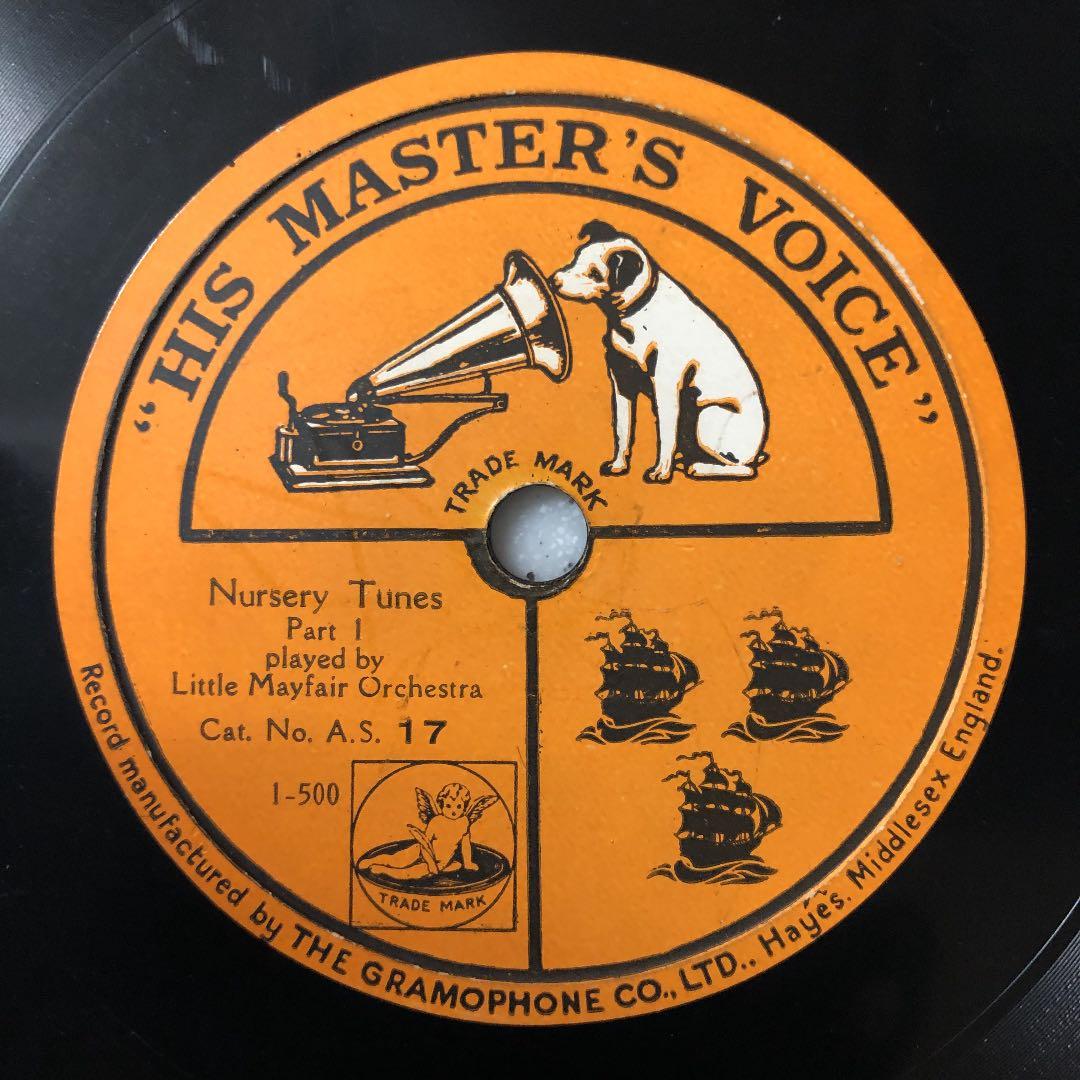 "HIS MASTER'S VOICE"
TRADE MARK
Nursery Tunes
Part 1
played by
Little Mayfair Orchestra
Cat. No. A.S. 17
1-500
TRADE MARK
Record manufactured by THE GRAMOPHONE CO., LTD., Hayes. Middlesex England.